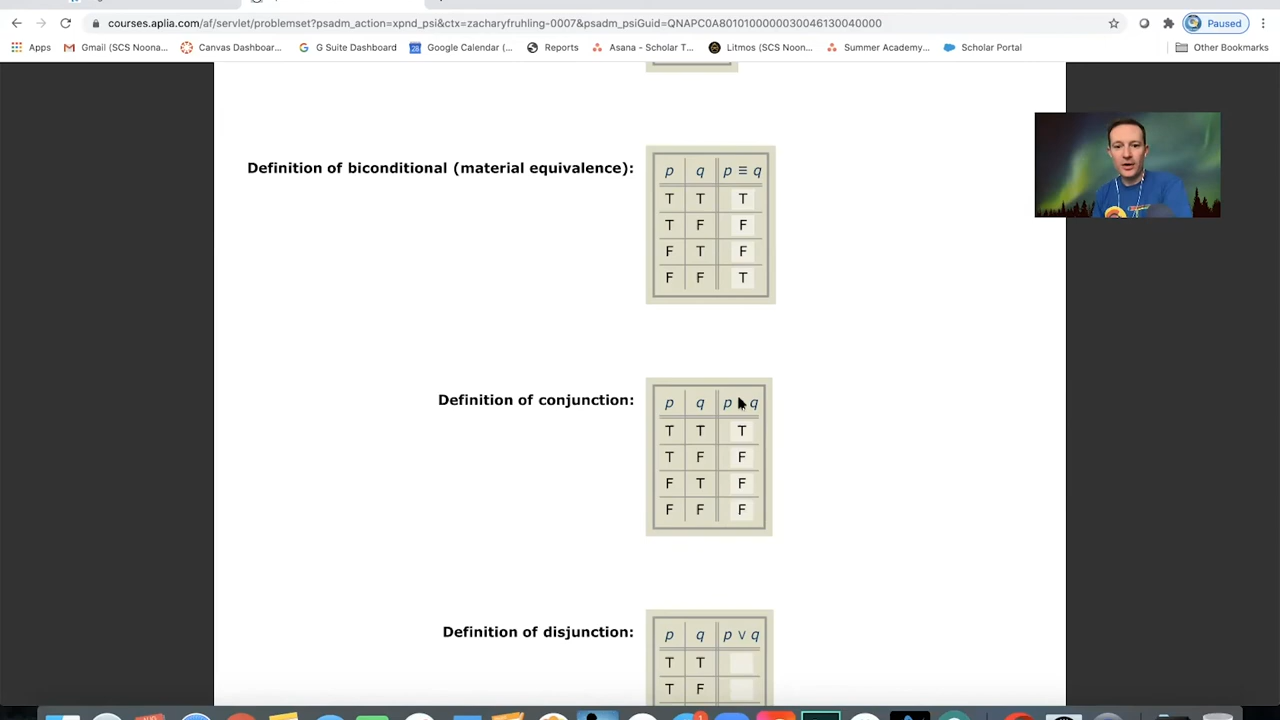 courses.aplia.com/af/servlet/problemset?psadm_action=xpnd_psi&ctx=zacharyfruhling-0007&psadm_psiGuid=QNAPC0A80101000000030046130040000
Paused
Apps
Gmail (SCS Noona...
Canvas Dashboar...
G Suite Dashboard
28
Google Calendar (...
Reports
Asana - Scholar T...
Litmos (SCS Noon...
Summer Academy...
Scholar Portal
Other Bookmarks
Definition of biconditional (material equivalence):
p q p ≡ q
T T T
T F F
F T F
F F T
Definition of conjunction:
p q p q
T T T
T F F
F T F
F F F
Definition of disjunction:
p q p ∨ q
T T
T F